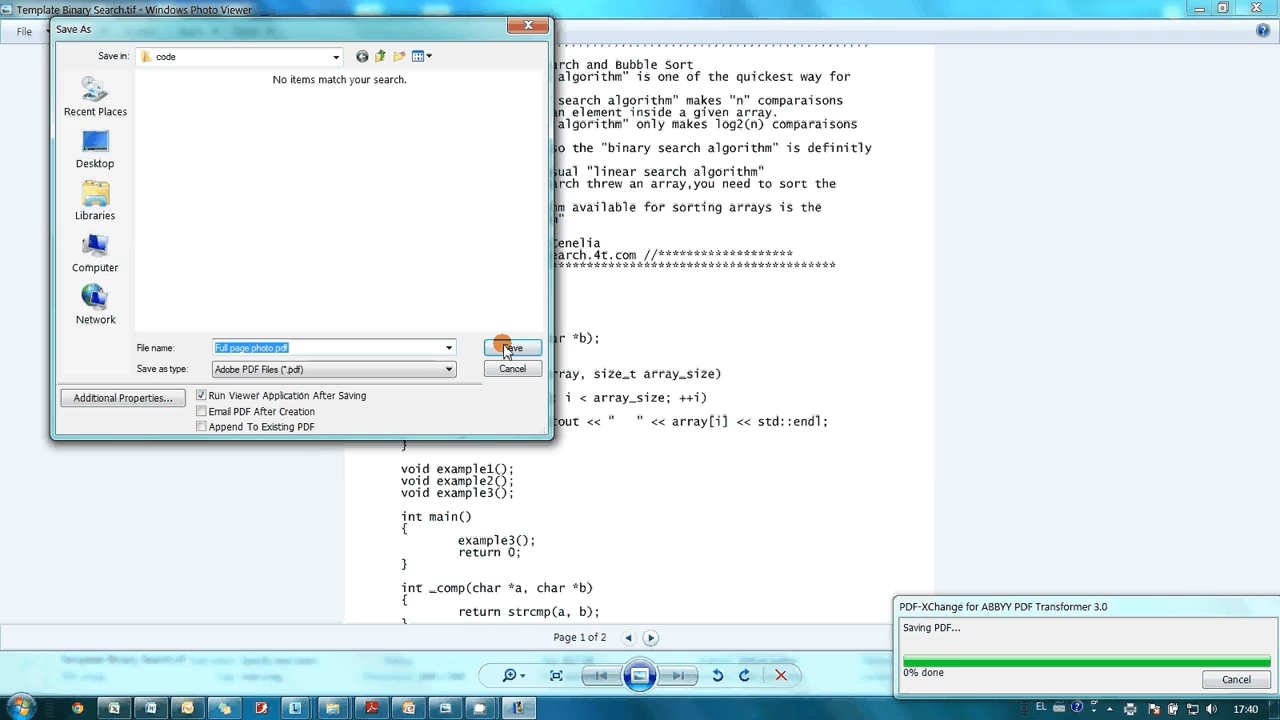 Template Binary Search.tif - Windows Photo Viewer
File
Save As
Save in:
code
No items match your search.
Recent Places
Desktop
Libraries
Computer
Network
File name:
Full page photo.pdf
Save
Save as type:
Adobe PDF Files (*.pdf)
Cancel
Additional Properties...
Run Viewer Application After Saving
Email PDF After Creation
Append To Existing PDF
arch and Bubble Sort
algorithm" is one of the quickest way for
search algorithm" makes "n" comparaisons
an element inside a given array.
algorithm" only makes log2(n) comparaisons
so the "binary search algorithm" is definitly
sual "linear search algorithm"
arch threw an array,you need to sort the
hm available for sorting arrays is the
Cenelia
earch.4t.com //*******************
****************************************
ar *b);
array, size_t array_size)
; i < array_size; ++i)
cout << "   " << array[i] << std::endl;
}
void example1();
void example2();
void example3();
int main()
{
example3();
return 0;
}
int _comp(char *a, char *b)
{
return strcmp(a, b);
}
Page 1 of 2
PDF-XChange for ABBYY PDF Transformer 3.0
Saving PDF...
0% done
Cancel
EL
17:40